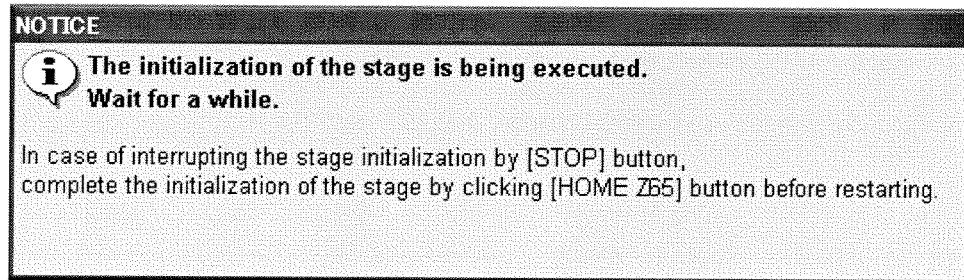 NOTICE
The initialization of the stage is being executed.
Wait for a while.
In case of interrupting the stage initialization by [STOP] button,
complete the initialization of the stage by clicking [HOME Z65] button before restarting.